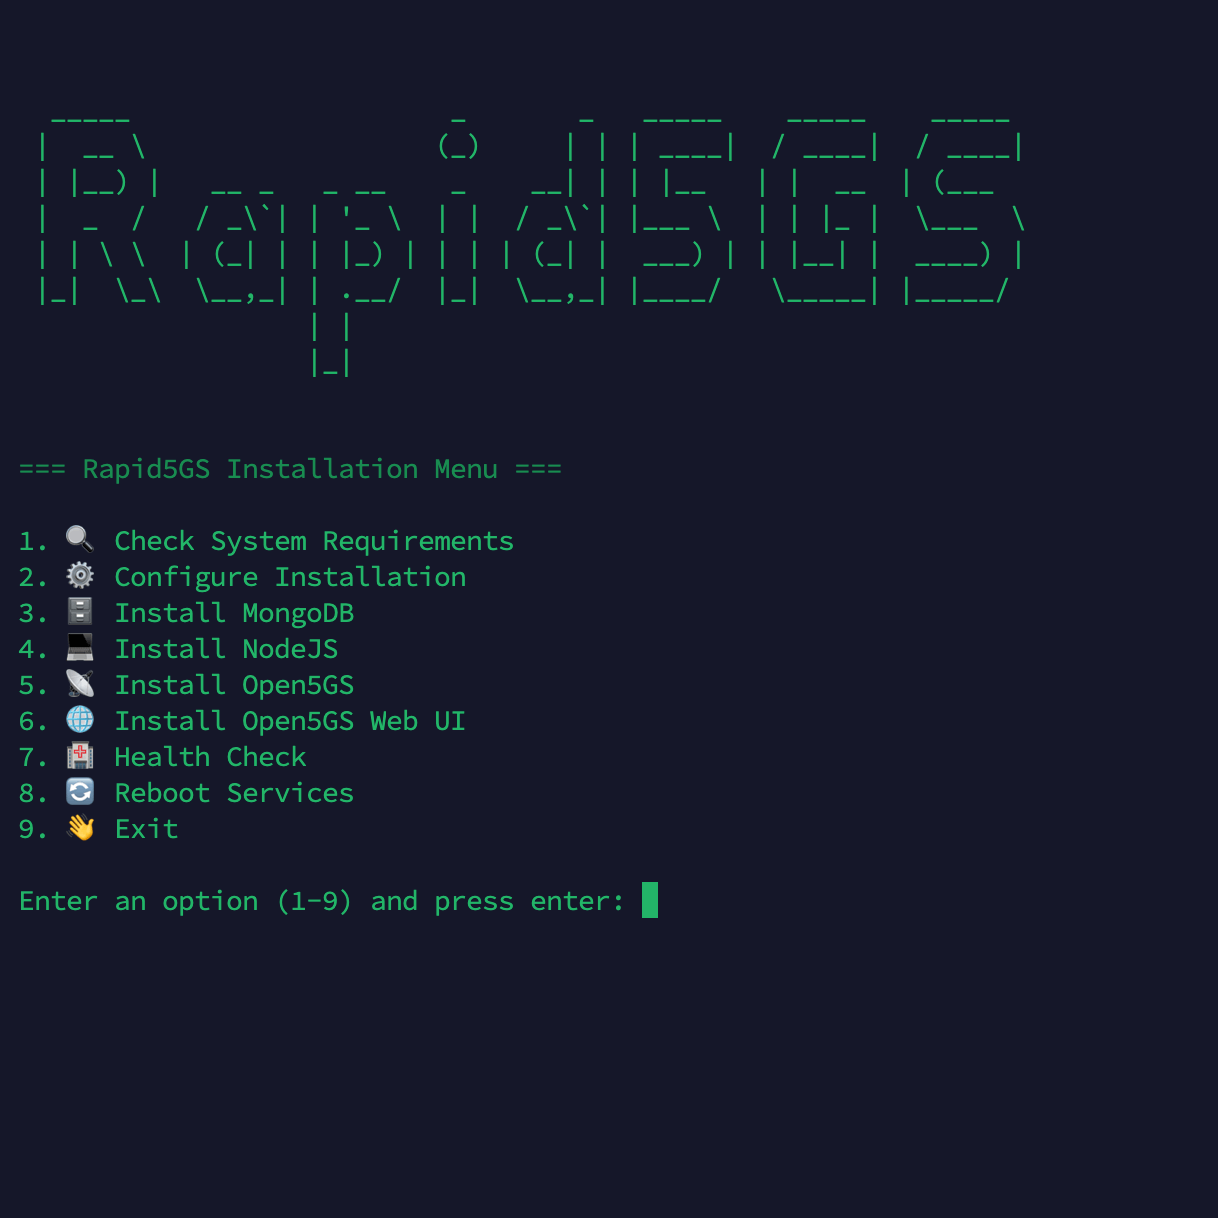 Rapid5GS
=== Rapid5GS Installation Menu ===
1. 🔍 Check System Requirements
2. ⚙️ Configure Installation
3. 🗄️ Install MongoDB
4. 💻 Install NodeJS
5. 📡 Install Open5GS
6. 🌐 Install Open5GS Web UI
7. 🏥 Health Check
8. 🔄 Reboot Services
9. 👋 Exit
Enter an option (1-9) and press enter: